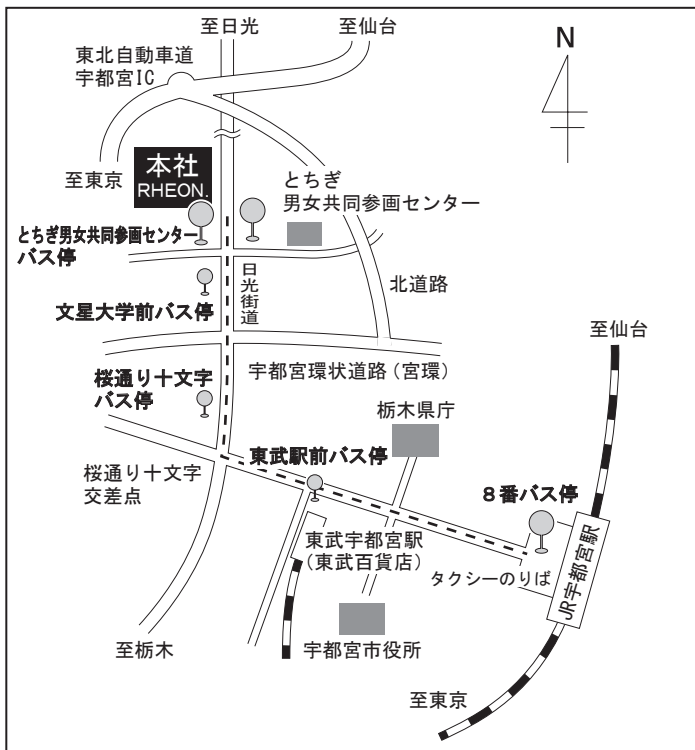 至日光
至仙台
東北自動車道
宇都宮IC
N
本社
RHEON.
至東京
とちぎ
男女共同参画センター
とちぎ男女共同参画センター
バス停
日光街道
北道路
文星大学前バス停
至仙台
宇都宮環状道路(宮環)
桜通り十文字
バス停
栃木県庁
桜通り十文字
交差点
東武駅前バス停
8番バス停
東武宇都宮駅
(東武百貨店)
タクシーのりば
JR宇都宮駅
至栃木
宇都宮市役所
至東京